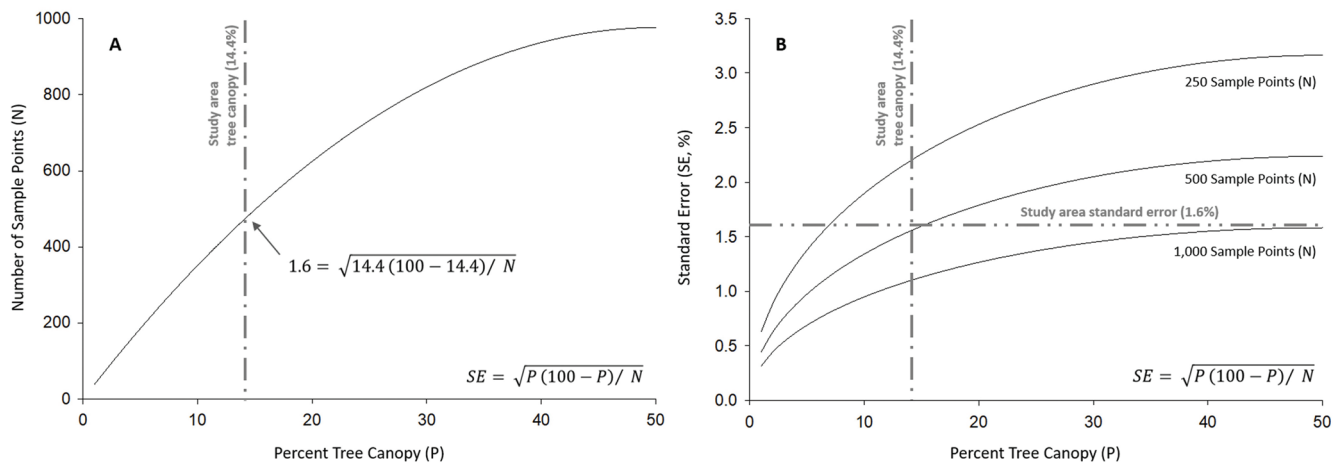 A
1000
800
600
400
200
0
Number of Sample Points (N)
Study area
tree canopy (14.4%)
1.6 = √14.4 (100 − 14.4)/ N
SE = √P (100 − P)/ N
0 10 20 30 40 50
Percent Tree Canopy (P)
B
3.5
3.0
2.5
2.0
1.5
1.0
0.5
0.0
Standard Error (SE, %)
Study area
tree canopy (14.4%)
250 Sample Points (N)
500 Sample Points (N)
Study area standard error (1.6%)
1,000 Sample Points (N)
SE = √P (100 − P)/ N
0 10 20 30 40 50
Percent Tree Canopy (P)